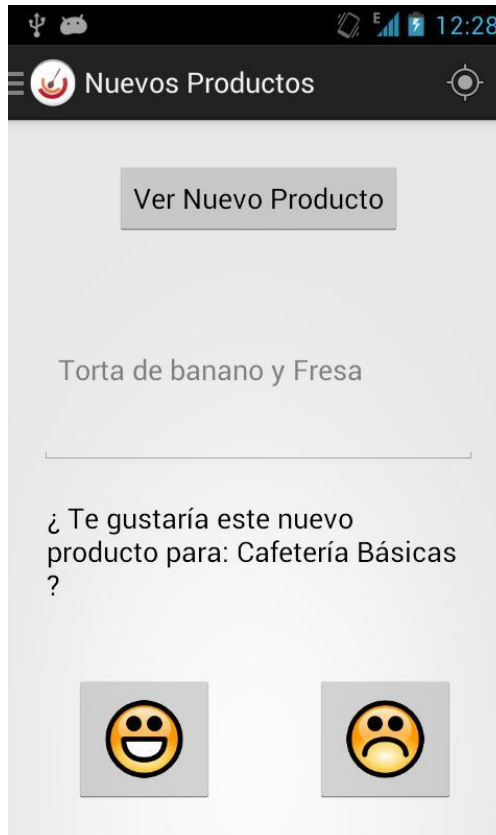 E 12:28
Nuevos Productos
Ver Nuevo Producto
Torta de banano y Fresa
¿ Te gustaría este nuevo
producto para: Cafetería Básicas
?